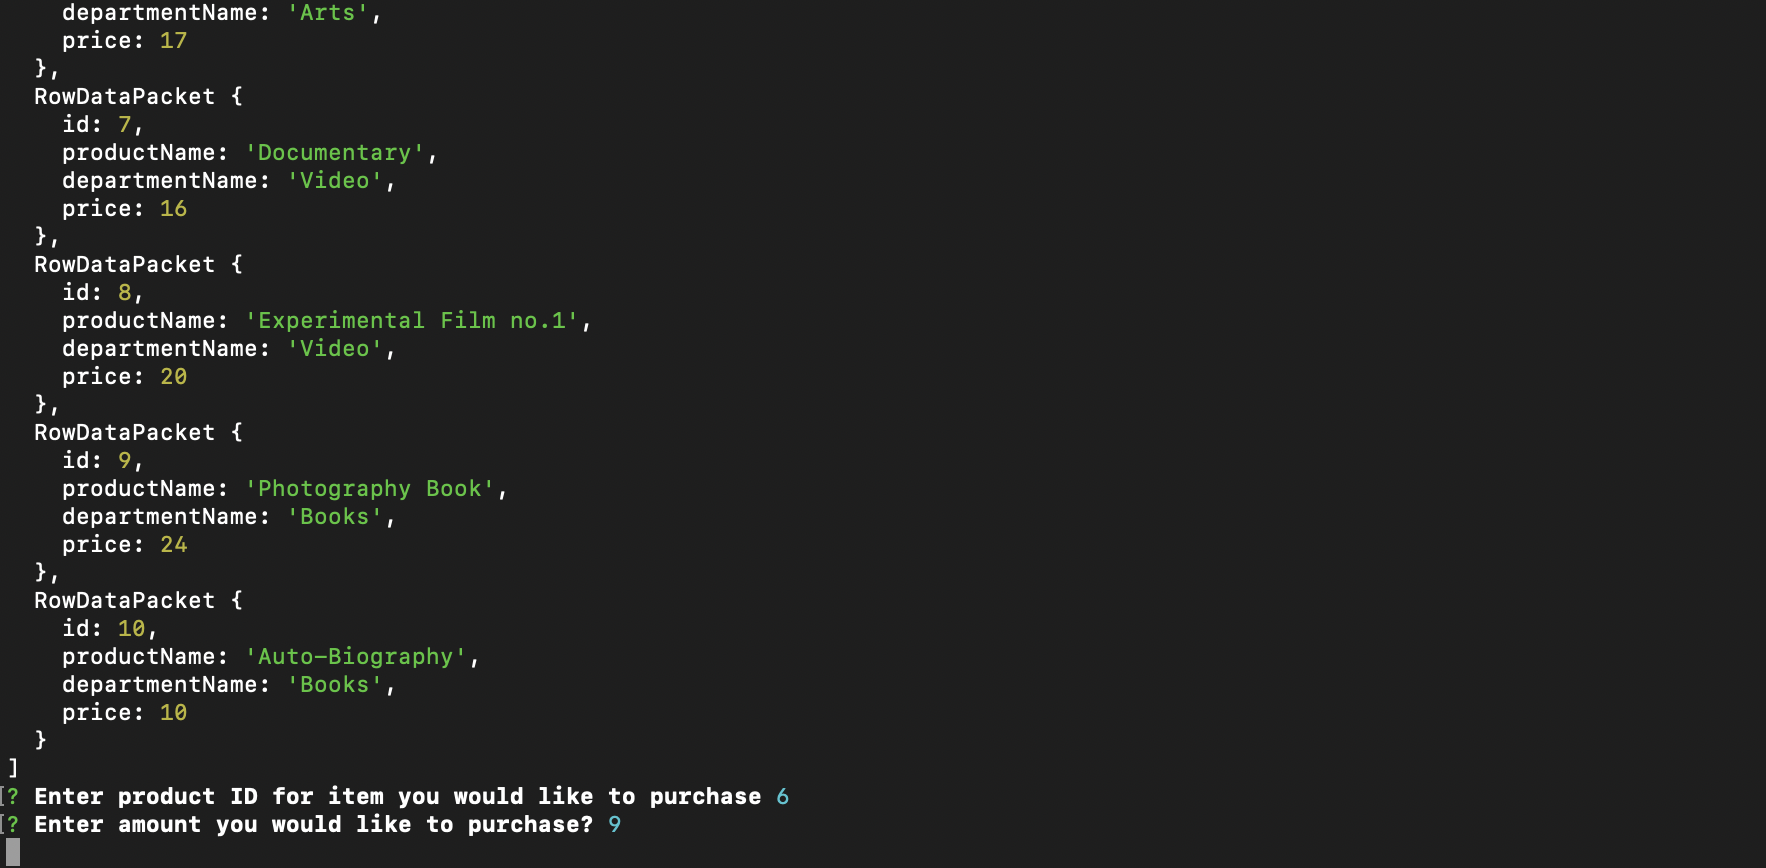 departmentName: 'Arts',
    price: 17
  },
  RowDataPacket {
    id: 7,
    productName: 'Documentary',
    departmentName: 'Video',
    price: 16
  },
  RowDataPacket {
    id: 8,
    productName: 'Experimental Film no.1',
    departmentName: 'Video',
    price: 20
  },
  RowDataPacket {
    id: 9,
    productName: 'Photography Book',
    departmentName: 'Books',
    price: 24
  },
  RowDataPacket {
    id: 10,
    productName: 'Auto-Biography',
    departmentName: 'Books',
    price: 10
  }
]
[? Enter product ID for item you would like to purchase 6
[? Enter amount you would like to purchase? 9